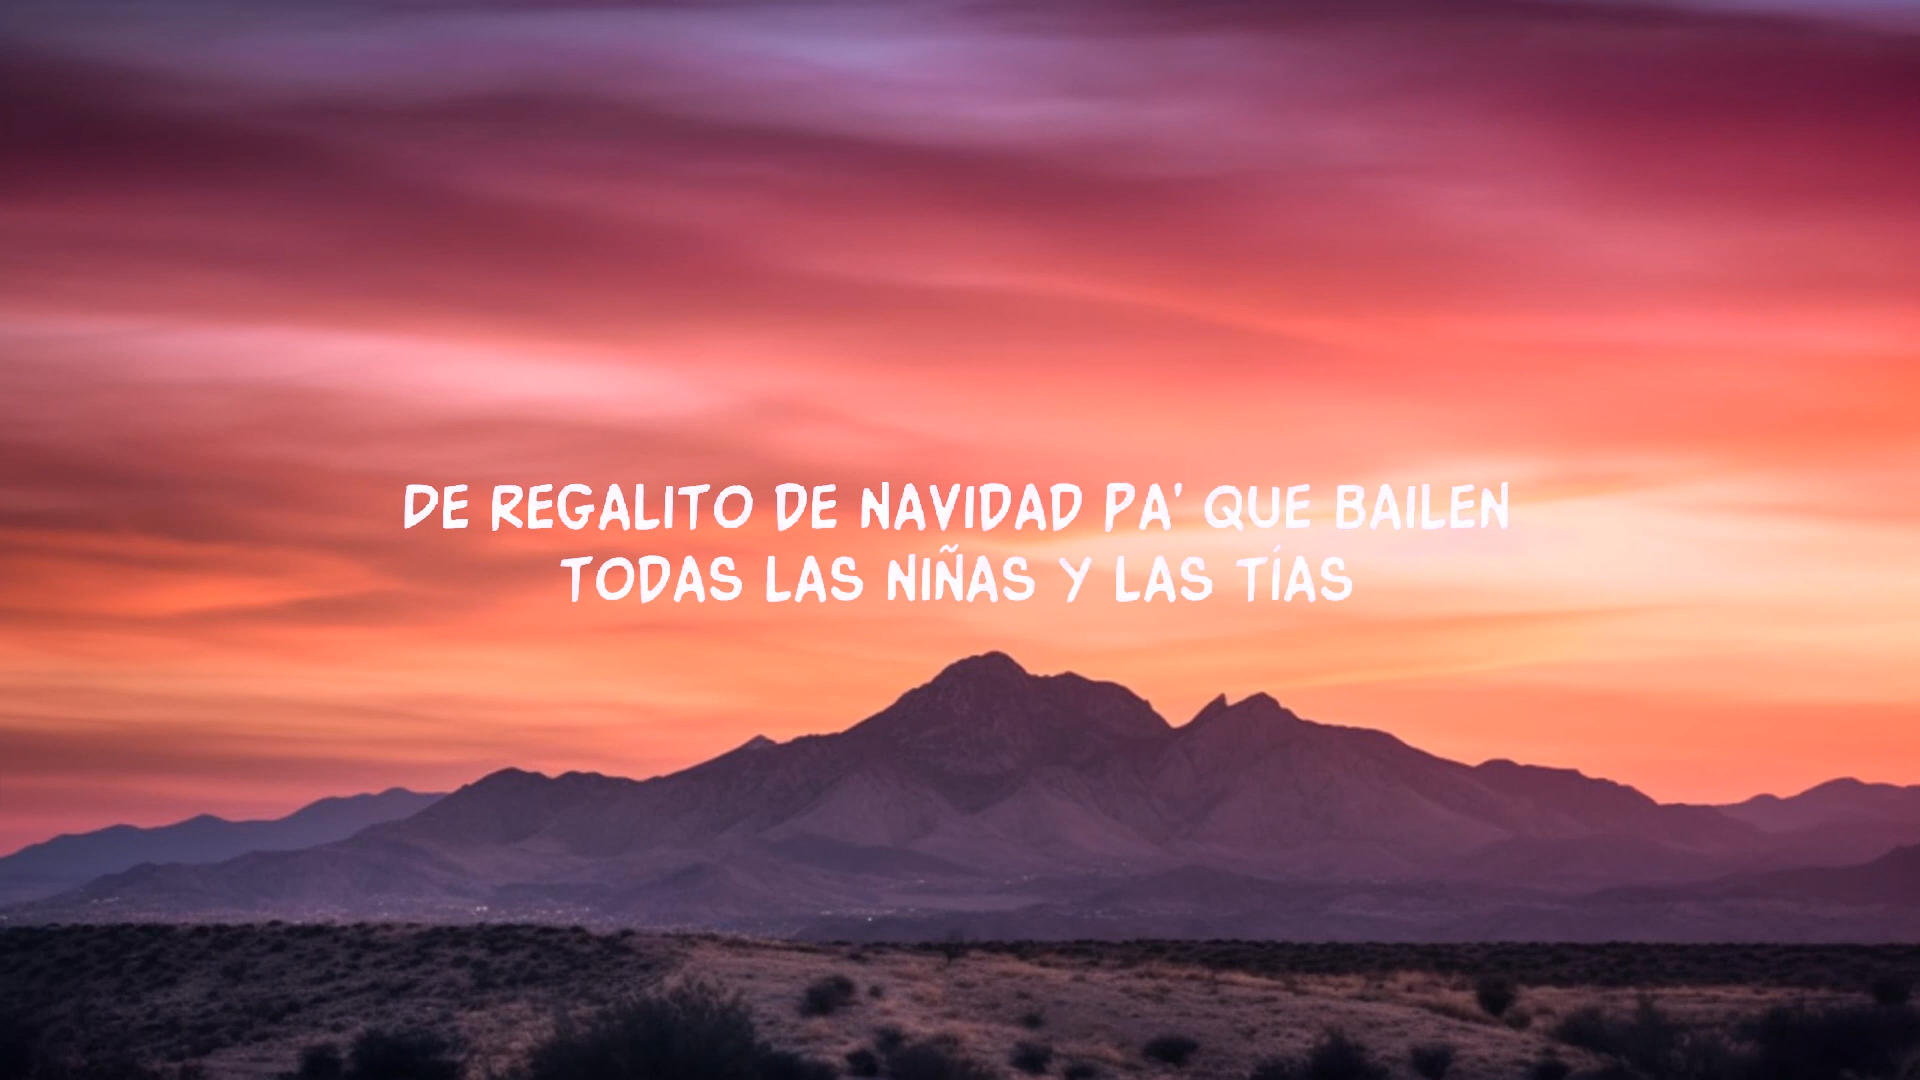 DE REGALITO DE NAVIDAD PA' QUE BAILEN
TODAS LAS NIÑAS Y LAS TÍAS